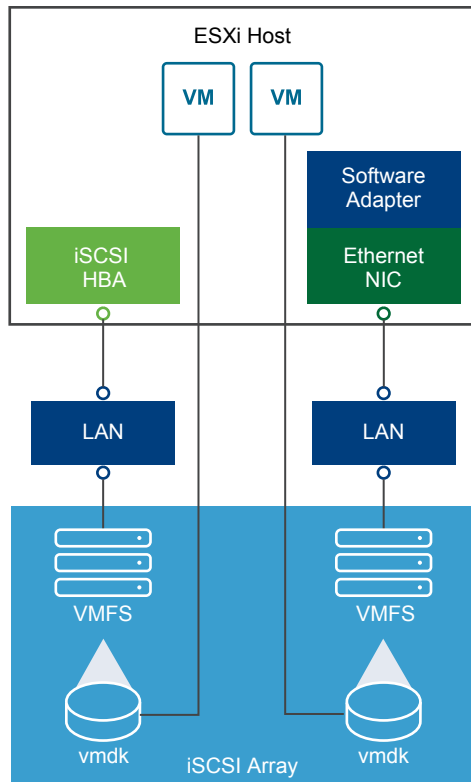 ESXi Host
VM
VM
Software
Adapter
iSCSI
HBA
Ethernet
NIC
LAN
LAN
VMFS
VMFS
vmdk
vmdk
iSCSI Array